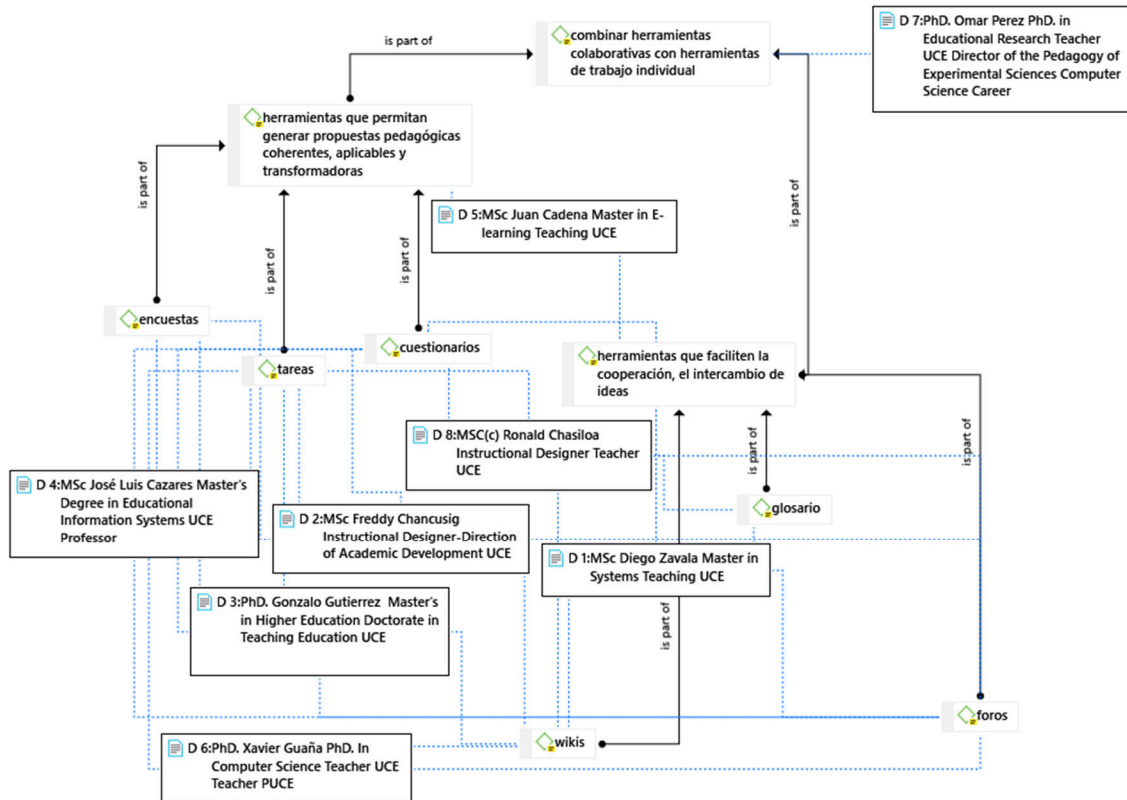 is part of
combinar herramientas
colaborativas con herramientas
de trabajo individual
D 7:PhD. Omar Perez PhD. in
Educational Research Teacher
UCE Director of the Pedagogy of
Experimental Sciences Computer
Science Career
herramientas que permitan
generar propuestas pedagógicas
coherentes, aplicables y
transformadoras
is part of
is part of
is part of
is part of
D 5:MSc Juan Cadena Master in E-
learning Teaching UCE
encuestas
cuestionarios
tareas
herramientas que faciliten la
cooperación, el intercambio de
ideas
D 8:MSC(c) Ronald Chasiloa
Instructional Designer Teacher
UCE
is part of
is part of
D 4:MSc José Luis Cazares Master's
Degree in Educational
Information Systems UCE
Professor
glosario
D 2:MSc Freddy Chancusig
Instructional Designer-Direction
of Academic Development UCE
D 1:MSc Diego Zavala Master in
Systems Teaching UCE
D 3:PhD. Gonzalo Gutierrez Master's
in Higher Education Doctorate in
Teaching Education UCE
is part of
foros
D 6:PhD. Xavier Guaña PhD. In
Computer Science Teacher UCE
Teacher PUCE
wikis